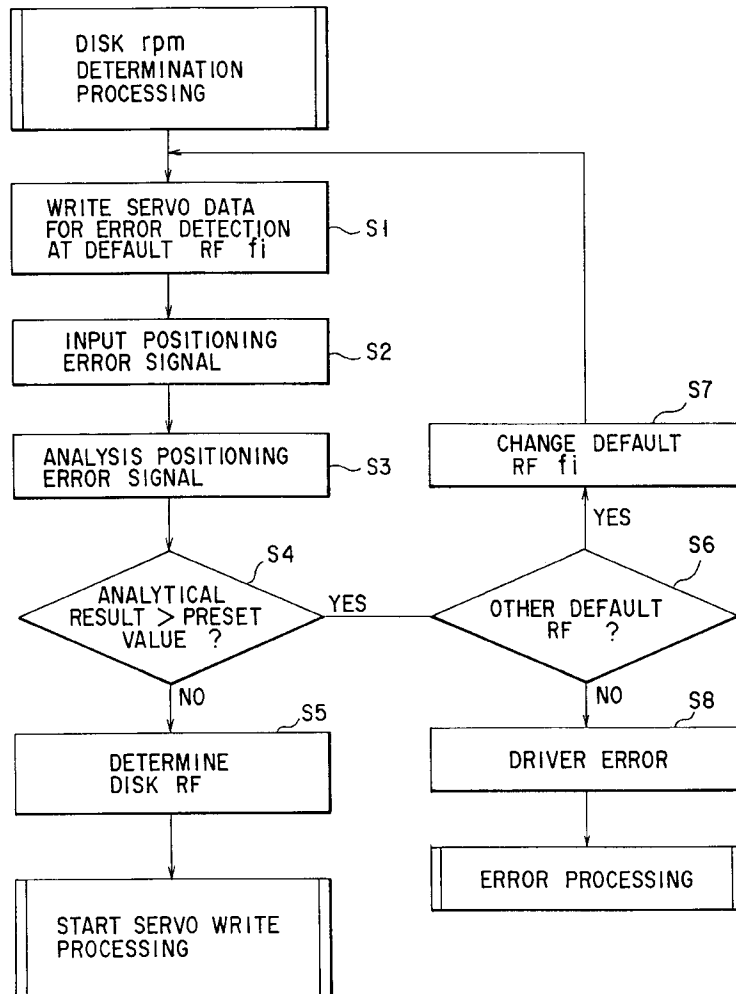 DISK rpm
DETERMINATION
PROCESSING
WRITE SERVO DATA
FOR ERROR DETECTION
AT DEFAULT RF fi
S1
INPUT POSITIONING
ERROR SIGNAL
S2
ANALYSIS POSITIONING
ERROR SIGNAL
S3
S4
ANALYTICAL
RESULT > PRESET
VALUE ?
YES
NO
S5
DETERMINE
DISK RF
START SERVO WRITE
PROCESSING
S7
CHANGE DEFAULT
RF fi
YES
S6
OTHER DEFAULT
RF ?
NO
S8
DRIVER ERROR
ERROR PROCESSING